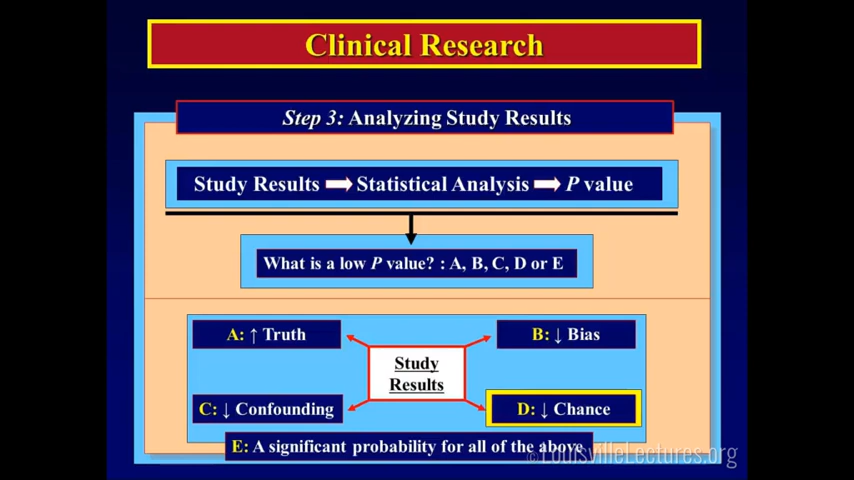 Clinical Research
Step 3: Analyzing Study Results
Study Results ➡ Statistical Analysis ➡ P value
What is a low P value? : A, B, C, D or E
A: ↑ Truth
B: ↓ Bias
Study
Results
C: ↓ Confounding
D: ↓ Chance
E: A significant probability for all of the above
©LouisvilleLectures.org